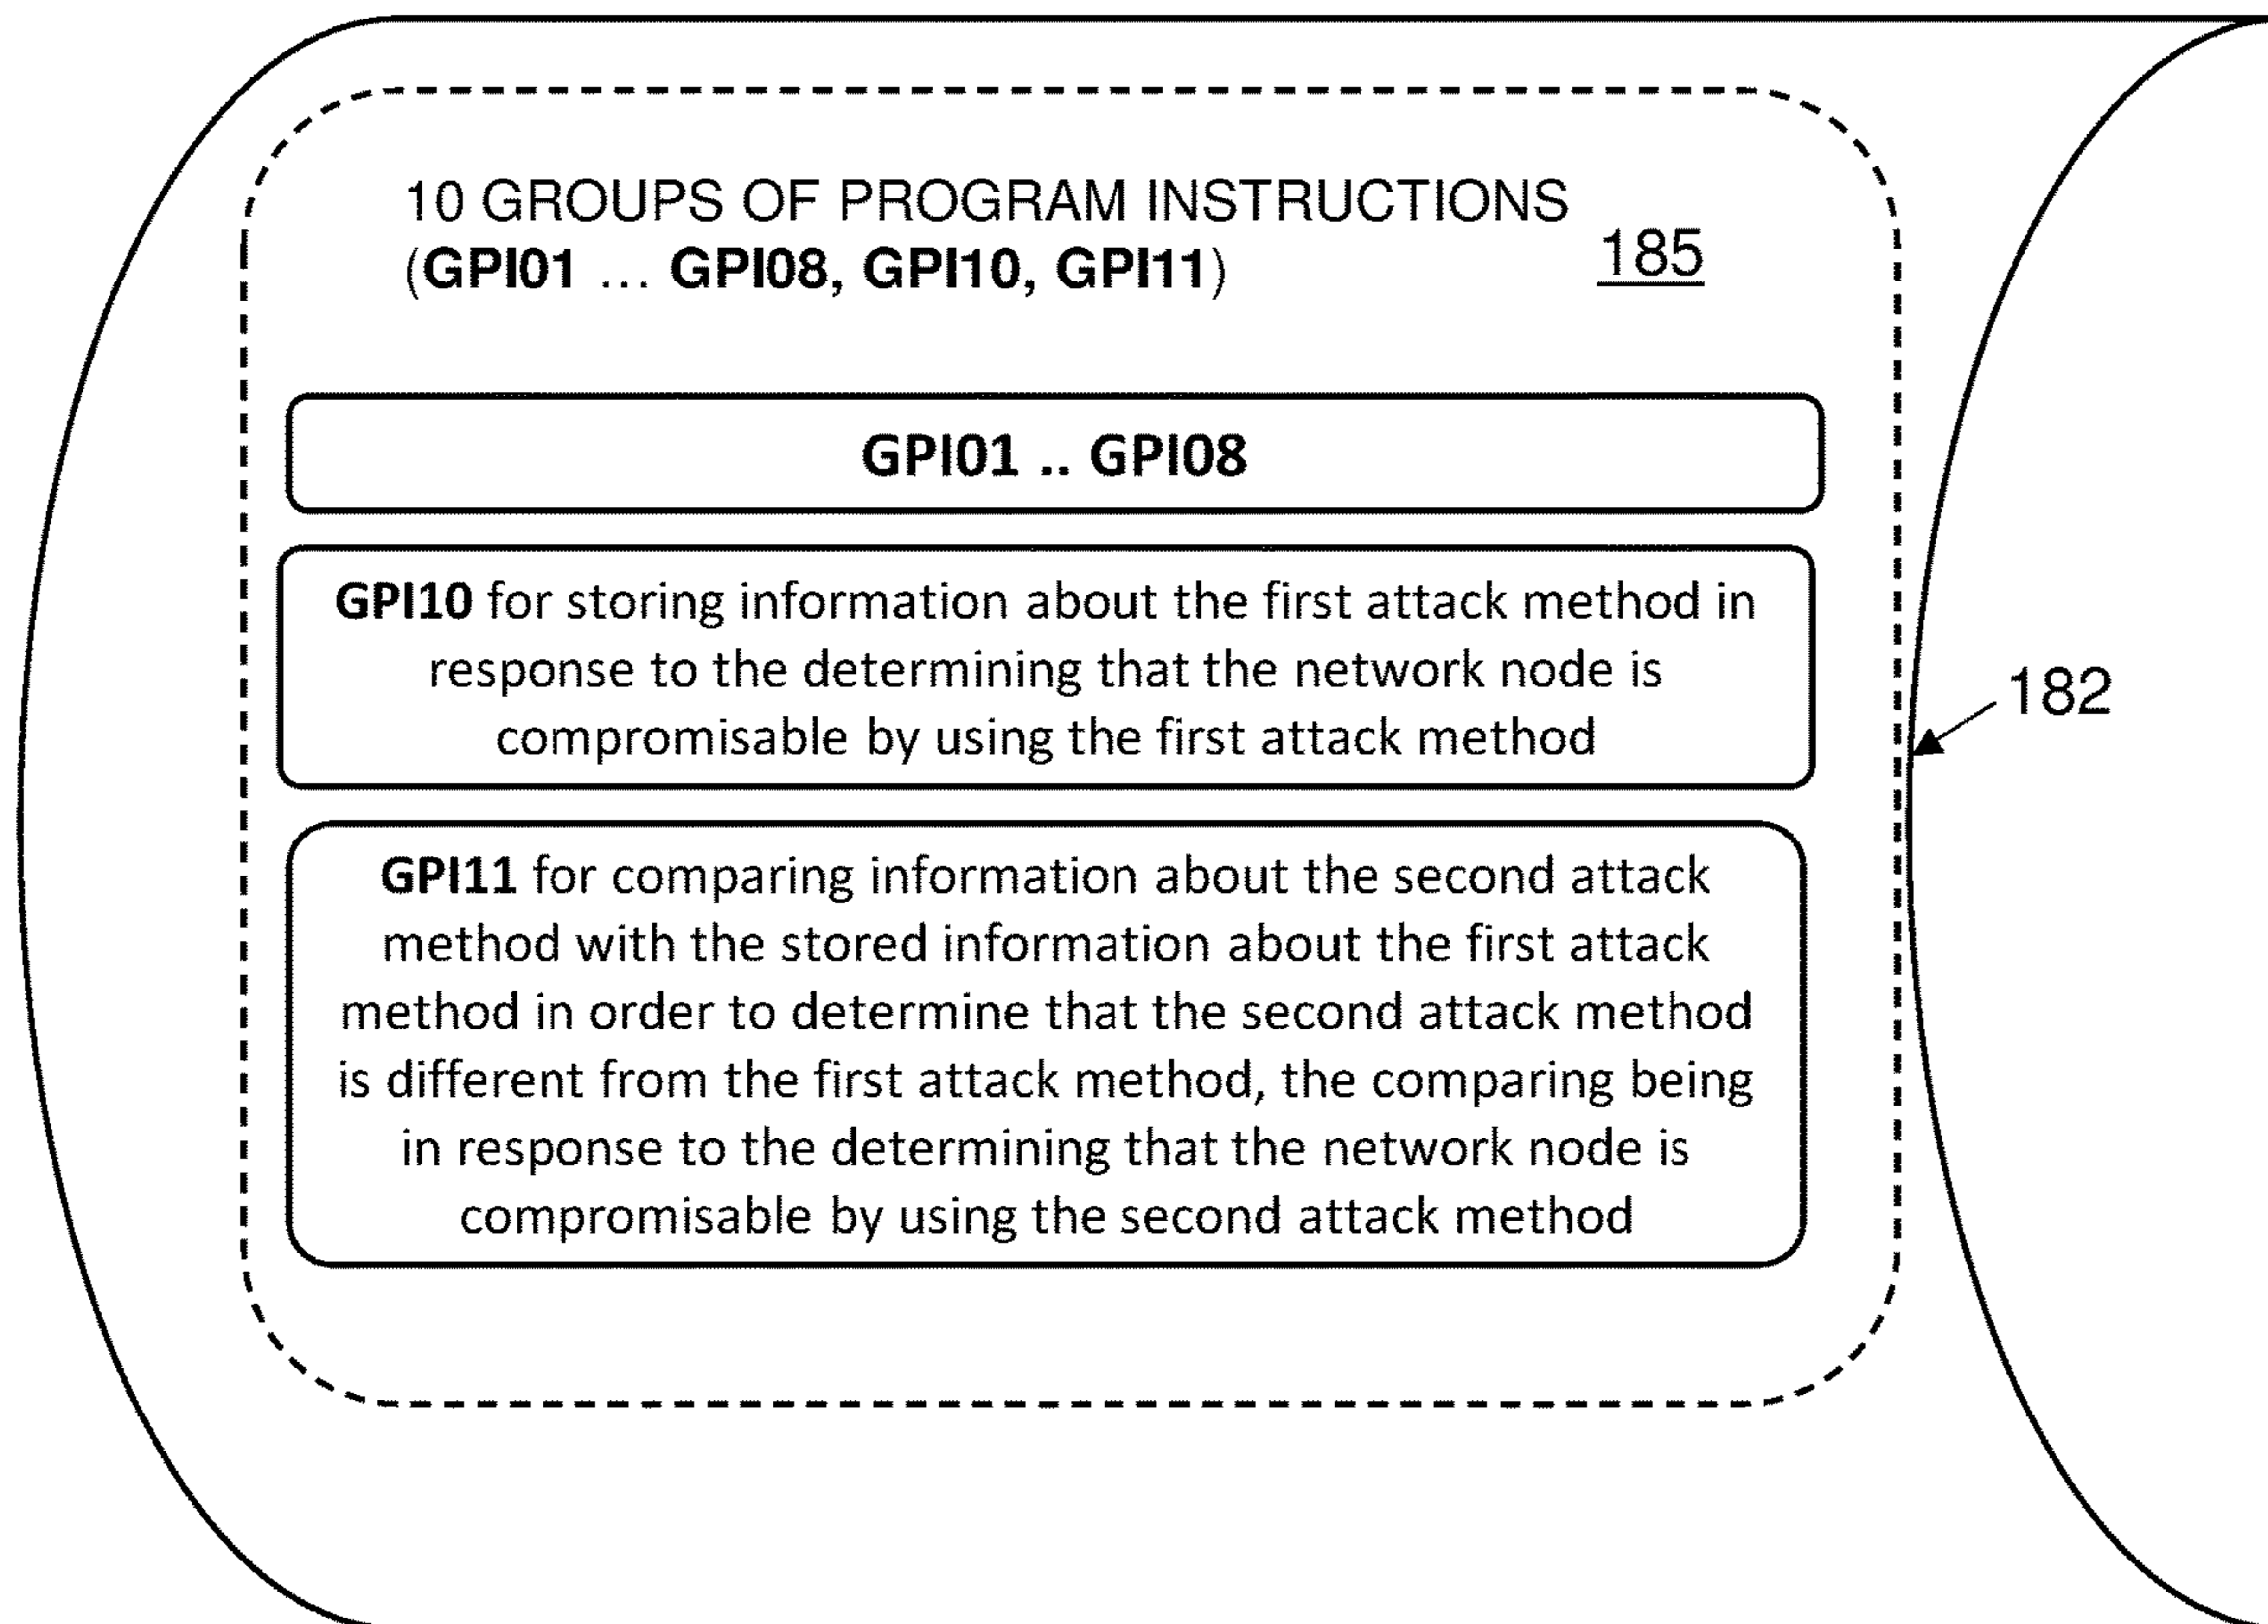 10 GROUPS OF PROGRAM INSTRUCTIONS
(GPI01 ... GPI08, GPI10, GPI11)
185
GPI01 .. GPI08
GPI10 for storing information about the first attack method in
response to the determining that the network node is
compromisable by using the first attack method
182
GPI11 for comparing information about the second attack
method with the stored information about the first attack
method in order to determine that the second attack method
is different from the first attack method, the comparing being
in response to the determining that the network node is
compromisable by using the second attack method